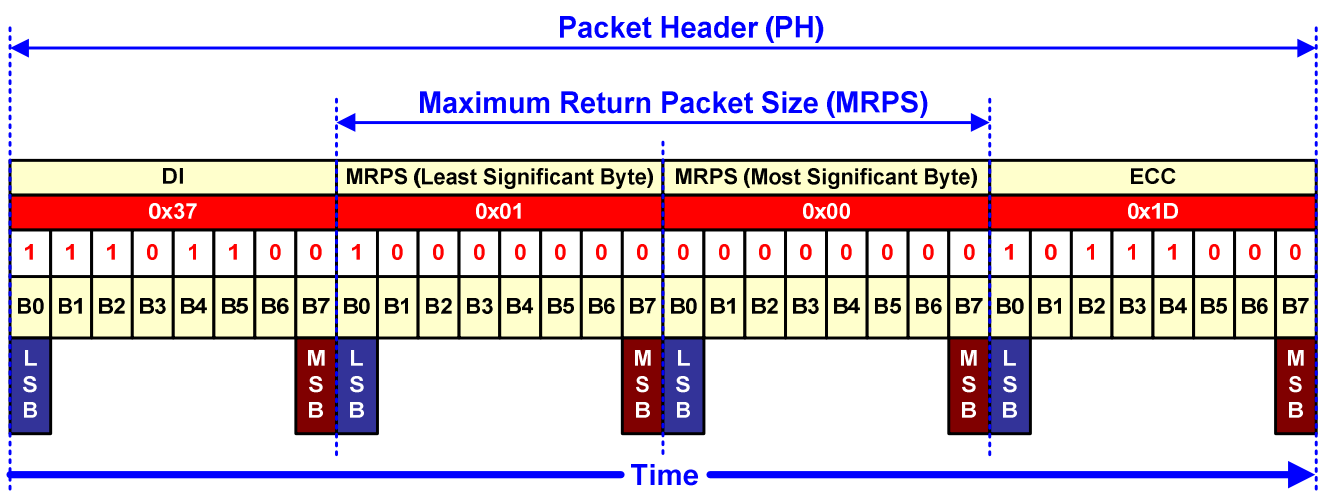 Packet Header (PH)
Maximum Return Packet Size (MRPS)
DI MRPS (Least Significant Byte) MRPS (Most Significant Byte) ECC
0x37 0x01 0x00 0x1D
1 1 1 0 1 1 0 0 1 0 0 0 0 0 0 0 0 0 0 0 0 0 0 0 1 0 1 1 1 0 0 0
B0 B1 B2 B3 B4 B5 B6 B7 B0 B1 B2 B3 B4 B5 B6 B7 B0 B1 B2 B3 B4 B5 B6 B7 B0 B1 B2 B3 B4 B5 B6 B7
LSB MSB LSB MSB LSB MSB LSB MSB
Time